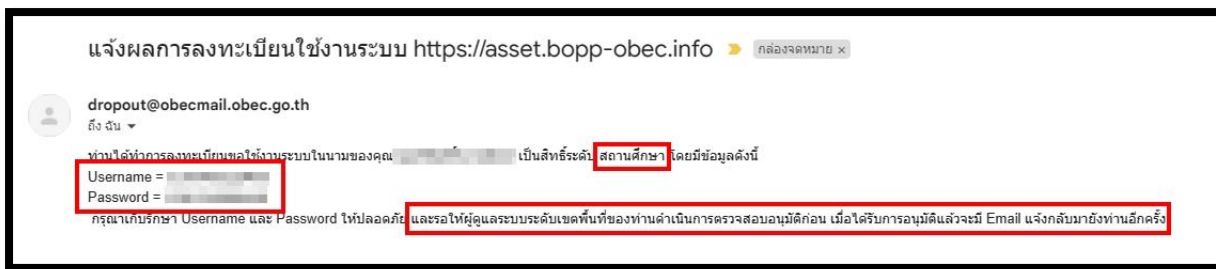 แจ้งผลการลงทะเบียนใช้งานระบบ https://asset.bopp-obec.info กล่องจดหมาย ×
dropout@obecmail.obec.go.th
ถึง ฉัน
ท่านได้ทำการลงทะเบียนขอใช้งานระบบในนามของคุณ เป็นสิทธิ์ระดับ สถานศึกษา โดยมีข้อมูลดังนี้
Username =
Password =
กรุณาเก็บรักษา Username และ Password ให้ปลอดภัย และรอให้ผู้ดูแลระบบระดับเขตพื้นที่ของท่านดำเนินการตรวจสอบอนุมัติก่อน เมื่อได้รับการอนุมัติแล้วจะมี Email แจ้งกลับมายังท่านอีกครั้ง